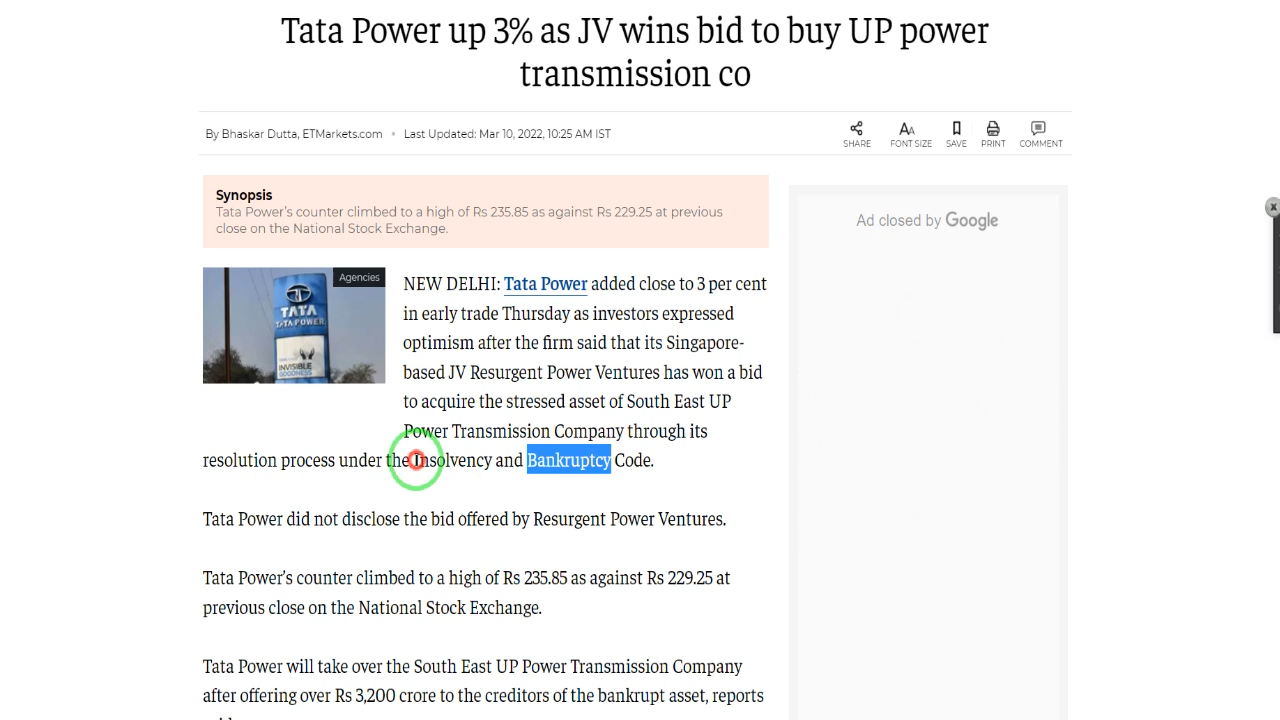 Tata Power up 3% as JV wins bid to buy UP power
transmission co
By Bhaskar Dutta, ETMarkets.com • Last Updated: Mar 10, 2022, 10:25 AM IST
SHARE
FONT SIZE
SAVE
PRINT
COMMENT
Synopsis
Tata Power's counter climbed to a high of Rs 235.85 as against Rs 229.25 at previous
close on the National Stock Exchange.
Ad closed by Google
Agencies
TATA
TATA POWER
INVISIBLE
GOODNESS
NEW DELHI: Tata Power added close to 3 per cent
in early trade Thursday as investors expressed
optimism after the firm said that its Singapore-
based JV Resurgent Power Ventures has won a bid
to acquire the stressed asset of South East UP
Power Transmission Company through its
resolution process under the Insolvency and Bankruptcy Code.
Tata Power did not disclose the bid offered by Resurgent Power Ventures.
Tata Power's counter climbed to a high of Rs 235.85 as against Rs 229.25 at
previous close on the National Stock Exchange.
Tata Power will take over the South East UP Power Transmission Company
after offering over Rs 3,200 crore to the creditors of the bankrupt asset, reports